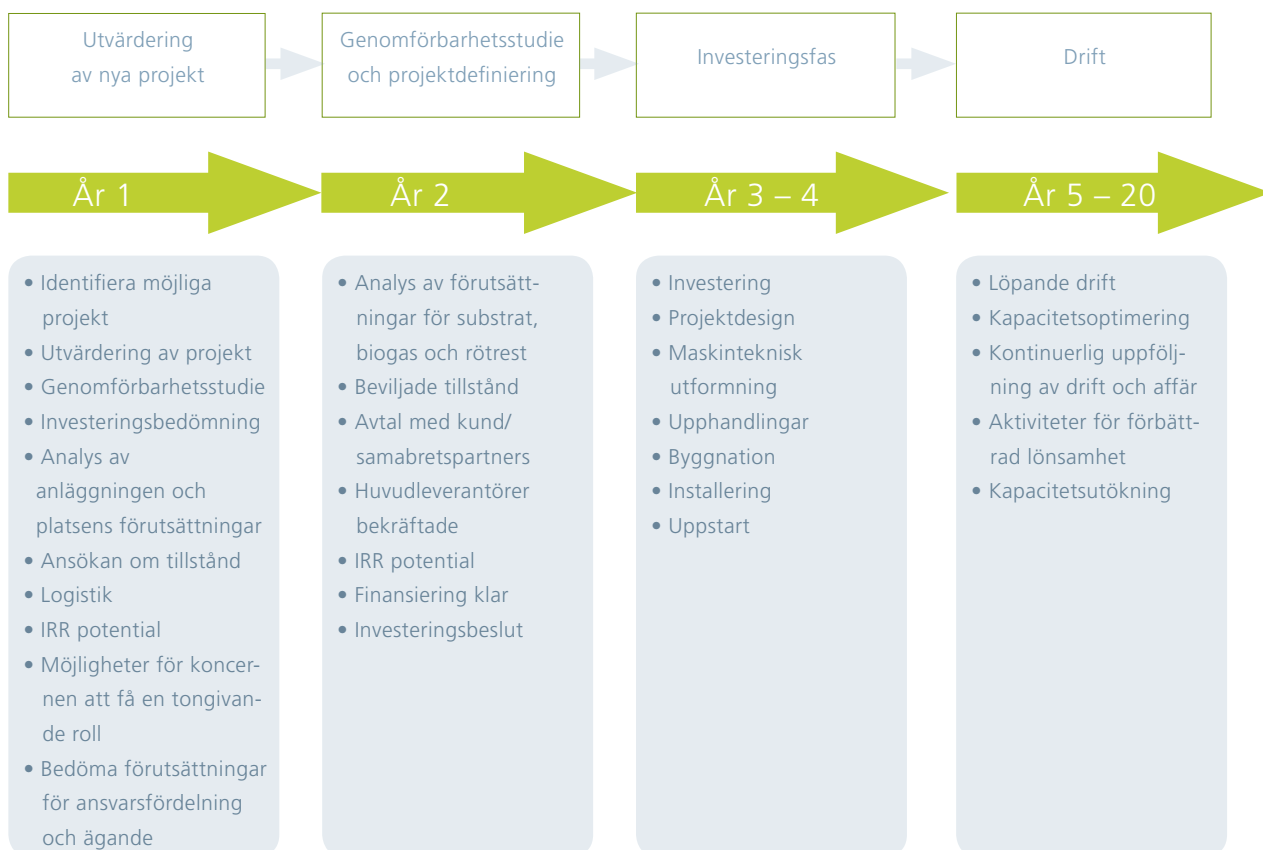 Utvärdering
av nya projekt
Genomförbarhetsstudie
och projektdefiniering
Investeringsfas
Drift
År 1
År 2
År 3 – 4
År 5 – 20
• Identifiera möjliga
projekt
• Utvärdering av projekt
• Genomförbarhetsstudie
• Investeringsbedömning
• Analys av
anläggningen och
platsens förutsättningar
• Ansökan om tillstånd
• Logistik
• IRR potential
• Möjligheter för koncer-
nen att få en tongivan-
de roll
• Bedöma förutsättningar
för ansvarsfördelning
och ägande
• Analys av förutsätt-
ningar för substrat,
biogas och rötrest
• Beviljade tillstånd
• Avtal med kund/
samabretspartners
• Huvudleverantörer
bekräftade
• IRR potential
• Finansiering klar
• Investeringsbeslut
• Investering
• Projektdesign
• Maskinteknisk
utformning
• Upphandlingar
• Byggnation
• Installering
• Uppstart
• Löpande drift
• Kapacitetsoptimering
• Kontinuerlig uppfölj-
ning av drift och affär
• Aktiviteter för förbätt-
rad lönsamhet
• Kapacitetsutökning